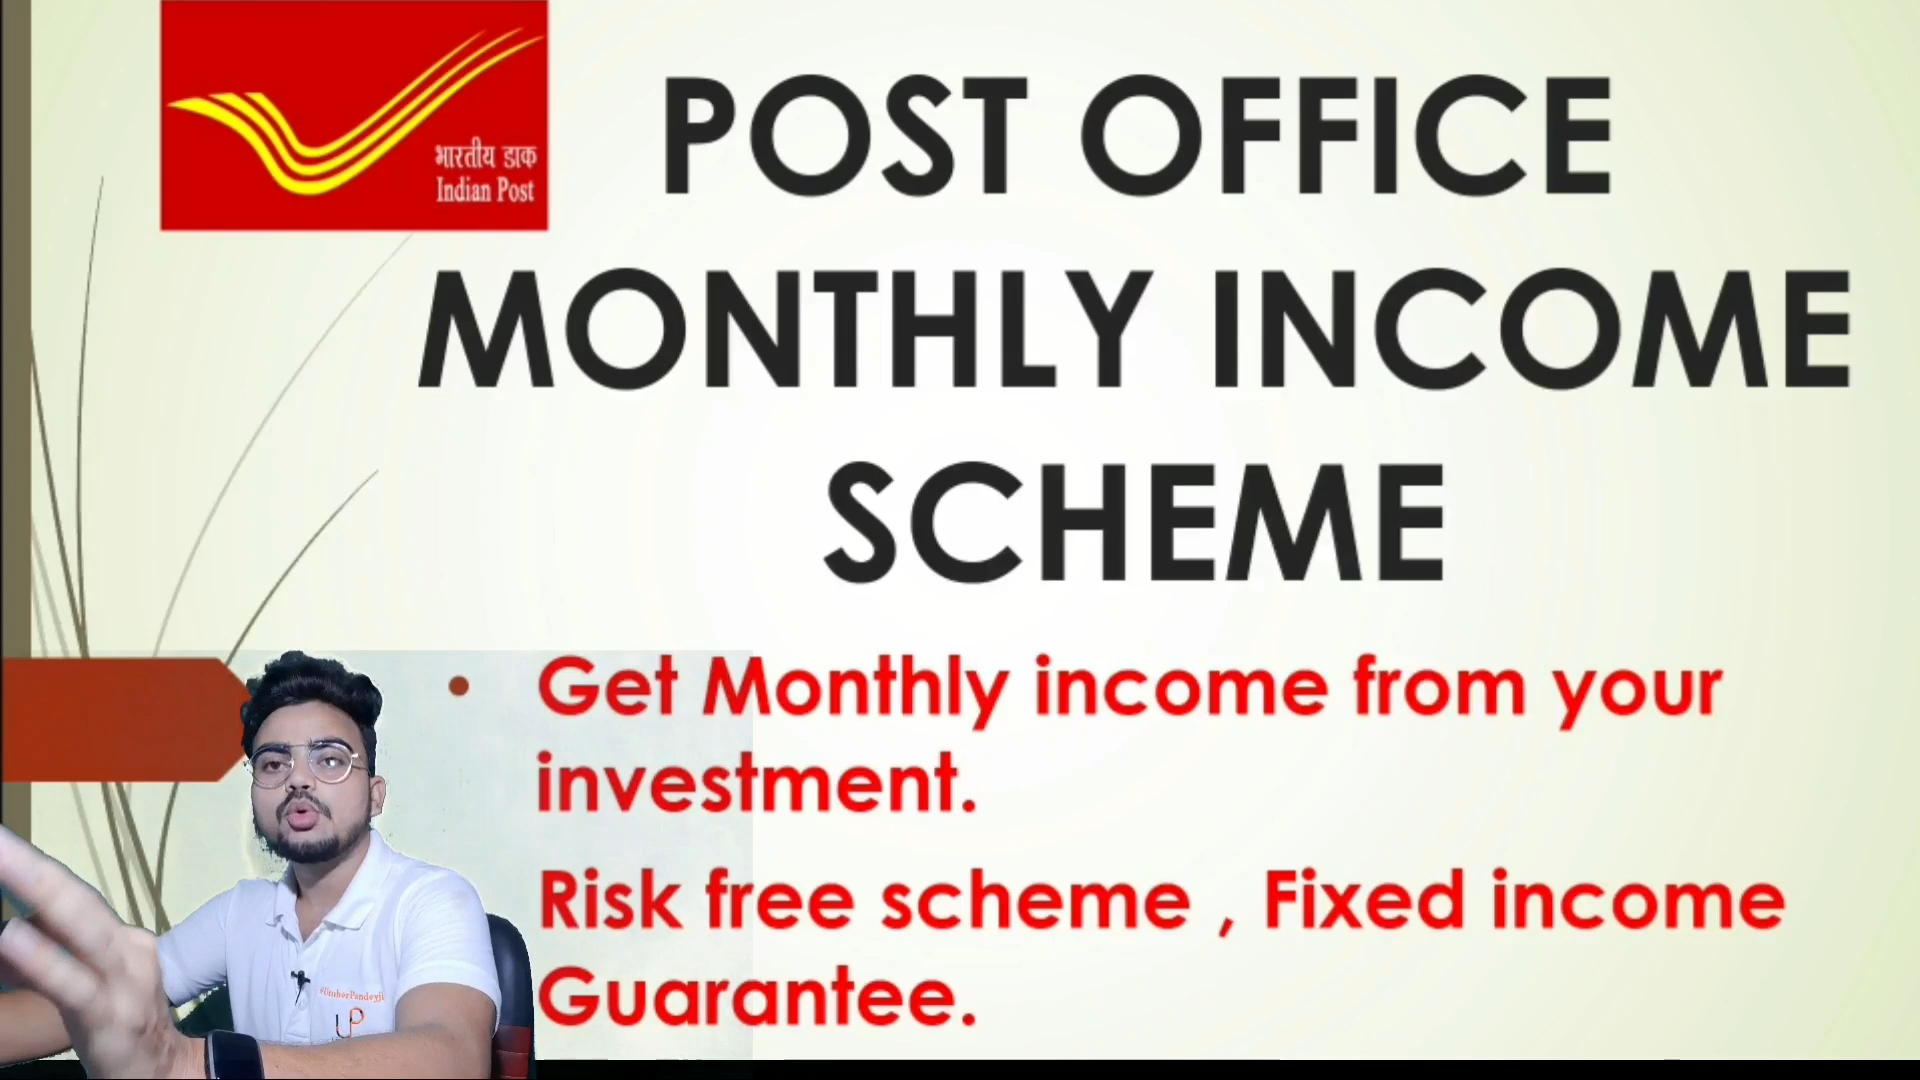 भारतीय डाक
Indian Post
POST OFFICE
MONTHLY INCOME
SCHEME
• Get Monthly income from your
investment.
Risk free scheme , Fixed income
Guarantee.
UP